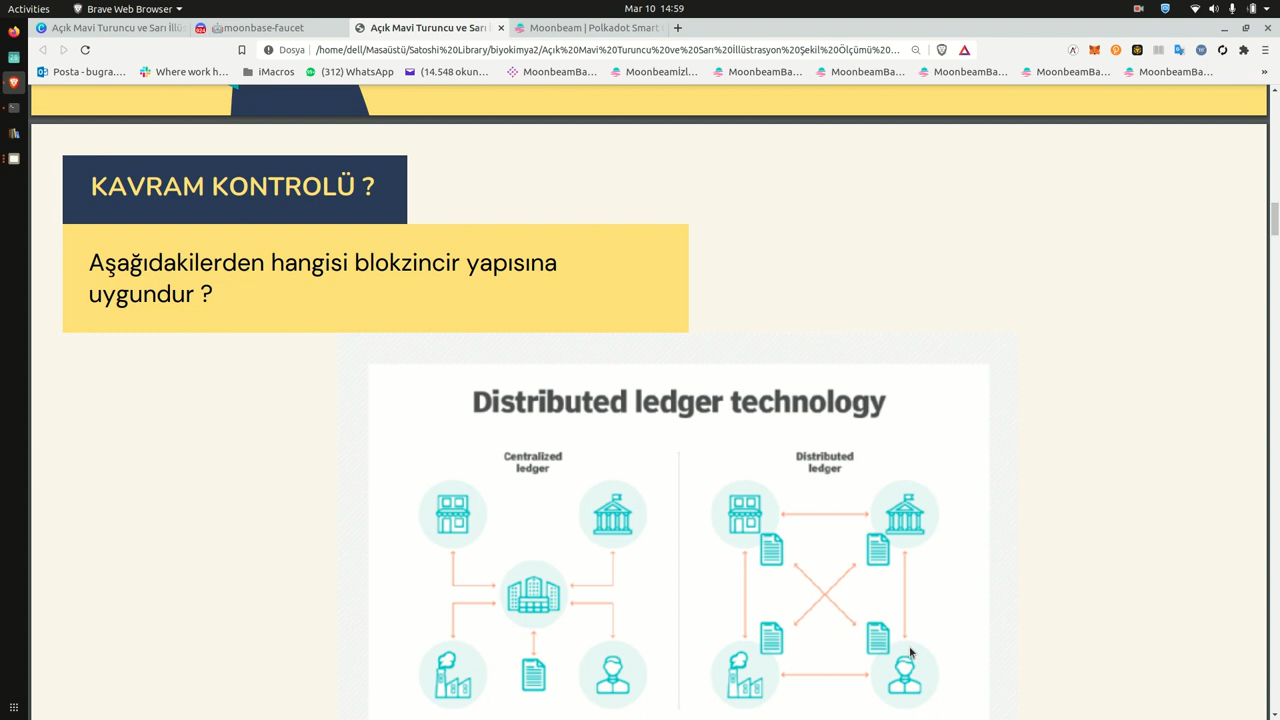 Activities
Brave Web Browser
Mar 10 14:59
Açık Mavi Turuncu ve Sarı İllüs
moonbase-faucet
Açık Mavi Turuncu ve Sarı
Moonbeam | Polkadot Smart
Dosya
/home/dell/Masaüstü/Satoshi%20Library/biyokimya2/Açık%20Mavi%20Turuncu%20ve%20Sarı%20İllüstrasyon%20Şekil%20Ölçümü%20...
Posta - bugra....
Where work h...
iMacros
(312) WhatsApp
(14.548 okun...
MoonbeamBa...
Moonbeamİzl...
MoonbeamBa...
MoonbeamBa...
MoonbeamBa...
MoonbeamBa...
MoonbeamBa...
KAVRAM KONTROLÜ ?
Aşağıdakilerden hangisi blokzincir yapısına
uygundur ?
Distributed ledger technology
Centralized
ledger
Distributed
ledger